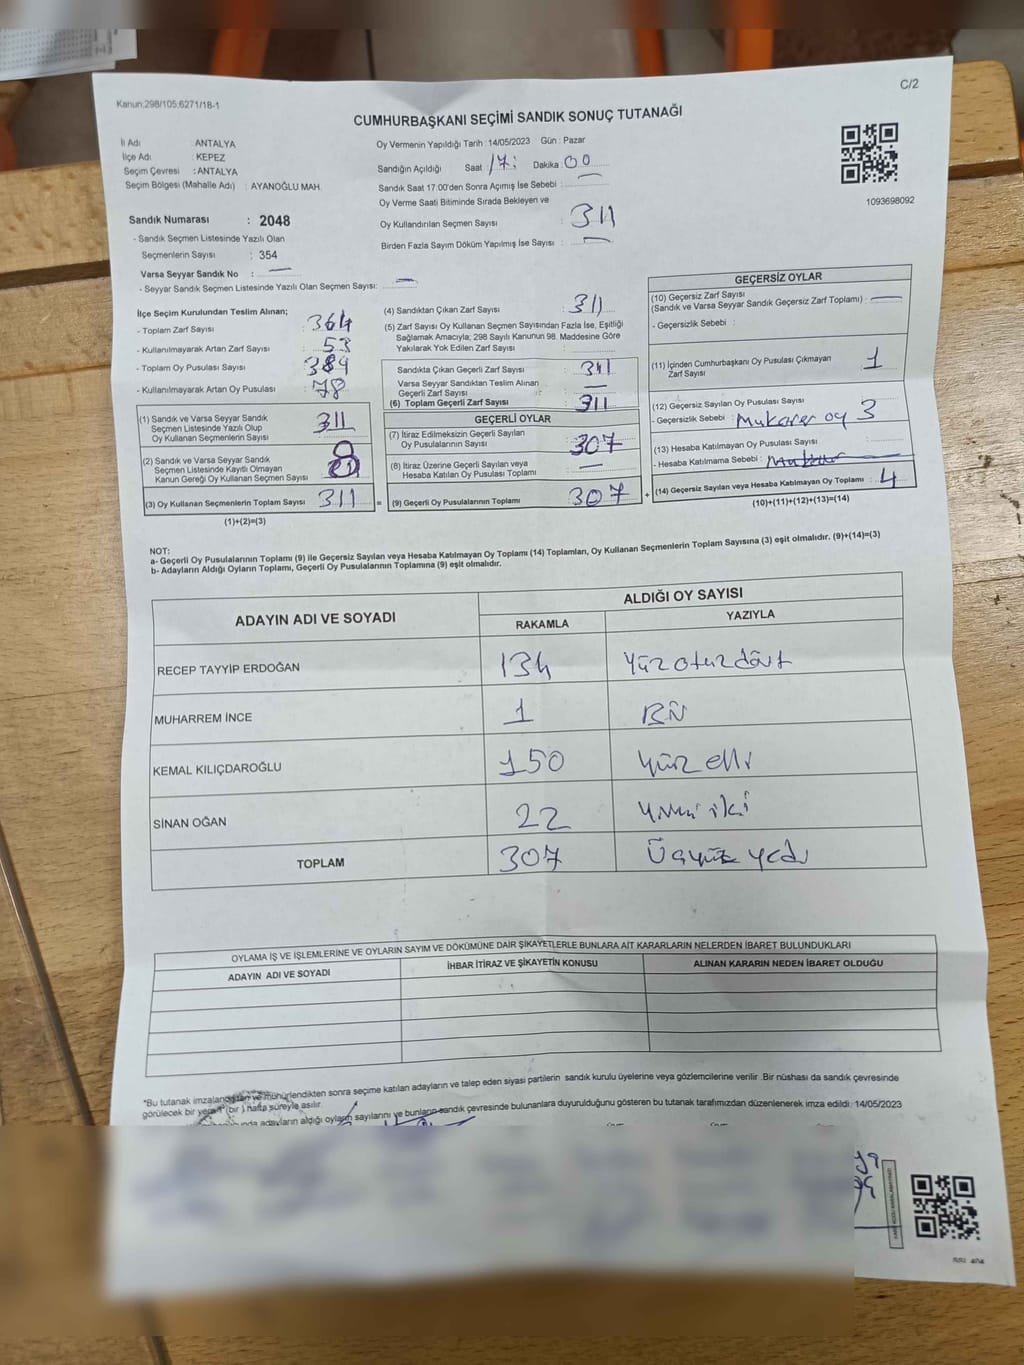 C/2
Kanun:298/105:6271/18-1
CUMHURBAŞKANI SEÇİMİ SANDIK SONUÇ TUTANAĞI
İl Adı : ANTALYA
İlçe Adı : KEPEZ
Seçim Çevresi : ANTALYA
Seçim Bölgesi (Mahalle Adı) : AYANOĞLU MAH.
Oy Vermenin Yapıldığı Tarih : 14/05/2023 Gün : Pazar
Sandığın Açıldığı Saat 17: Dakika 00
Sandık Saat 17.00'den Sonra Açımış İse Sebebi :
Oy Verme Saati Bitiminde Sırada Bekleyen ve
Oy Kullandırılan Seçmen Sayısı : 311
Birden Fazla Sayım Döküm Yapılmış İse Sayısı : —
1093698092
Sandık Numarası : 2048
- Sandık Seçmen Listesinde Yazılı Olan
Seçmenlerin Sayısı : 354
Varsa Seyyar Sandık No : —
- Seyyar Sandık Seçmen Listesinde Yazılı Olan Seçmen Sayısı: —
İlçe Seçim Kurulundan Teslim Alınan;
- Toplam Zarf Sayısı : 364
- Kullanılmayarak Artan Zarf Sayısı : 53
- Toplam Oy Pusulası Sayısı : 389
- Kullanılmayarak Artan Oy Pusulası : 78
(1) Sandık ve Varsa Seyyar Sandık
Seçmen Listesinde Yazılı Olup
Oy Kullanan Seçmenlerin Sayısı : 311
(2) Sandık ve Varsa Seyyar Sandık
Seçmen Listesinde Kayıtlı Olmayan
Kanun Gereği Oy Kullanan Seçmen Sayısı :
(3) Oy Kullanan Seçmenlerin Toplam Sayısı : 311 =
(1)+(2)=(3)
(4) Sandıktan Çıkan Zarf Sayısı : 311
(5) Zarf Sayısı Oy Kullanan Seçmen Sayısından Fazla İse, Eşitliği
Sağlamak Amacıyla; 298 Sayılı Kanunun 98. Maddesine Göre
Yakılarak Yok Edilen Zarf Sayısı :
Sandıkta Çıkan Geçerli Zarf Sayısı : 311
Varsa Seyyar Sandıktan Teslim Alınan
Geçerli Zarf Sayısı : —
(6) Toplam Geçerli Zarf Sayısı : 311
GEÇERLİ OYLAR
(7) İtiraz Edilmeksizin Geçerli Sayılan
Oy Pusulalarının Sayısı : 307
(8) İtiraz Üzerine Geçerli Sayılan veya
Hesaba Katılan Oy Pusulası Toplamı : —
(9) Geçerli Oy Pusulalarının Toplamı : 307 +
GEÇERSİZ OYLAR
(10) Geçersiz Zarf Sayısı
(Sandık ve Varsa Seyyar Sandık Geçersiz Zarf Toplamı) : —
- Geçersizlik Sebebi :
(11) İçinden Cumhurbaşkanı Oy Pusulası Çıkmayan
Zarf Sayısı : 1
(12) Geçersiz Sayılan Oy Pusulası Sayısı
- Geçersizlik Sebebi : Mukarer oy 3
(13) Hesaba Katılmayan Oy Pusulası Sayısı :
- Hesaba Katılmama Sebebi :
(14) Geçersiz Sayılan veya Hesaba Katılmayan Oy Toplamı : 4
(10)+(11)+(12)+(13)=(14)
NOT:
a- Geçerli Oy Pusulalarının Toplamı (9) ile Geçersiz Sayılan veya Hesaba Katılmayan Oy Toplamı (14) Toplamları, Oy Kullanan Seçmenlerin Toplam Sayısına (3) eşit olmalıdır. (9)+(14)=(3)
b- Adayların Aldığı Oyların Toplamı, Geçerli Oy Pusulalarının Toplamına (9) eşit olmalıdır.
ADAYIN ADI VE SOYADI
ALDIĞI OY SAYISI
RAKAMLA YAZIYLA
RECEP TAYYİP ERDOĞAN 134 Yüzotuzdört
MUHARREM İNCE 1 BİR
KEMAL KILIÇDAROĞLU 150 Yüzelli
SİNAN OĞAN 22 Yirmi iki
TOPLAM 307 Üçyüz yedi
OYLAMA İŞ VE İŞLEMLERİNE VE OYLARIN SAYIM VE DÖKÜMÜNE DAİR ŞİKAYETLERLE BUNLARA AİT KARARLARIN NELERDEN İBARET BULUNDUKLARI
ADAYIN ADI VE SOYADI İHBAR İTİRAZ VE ŞİKAYETİN KONUSU ALINAN KARARIN NEDEN İBARET OLDUĞU
*Bu tutanak imzalandıktan ve mühürlendikten sonra seçime katılan adayların ve talep eden siyasi partilerin sandık kurulu üyelerine veya gözlemcilerine verilir .Bir nüshası da sandık çevresinde
görülecek bir yere 1 (bir ) hafta süreyle asılır.
adayların aldığı oyların sayılarını ve bunların sandık çevresinde bulunanlara duyurulduğunu gösteren bu tutanak tarafımızdan düzenlenerek imza edildi. 14/05/2023